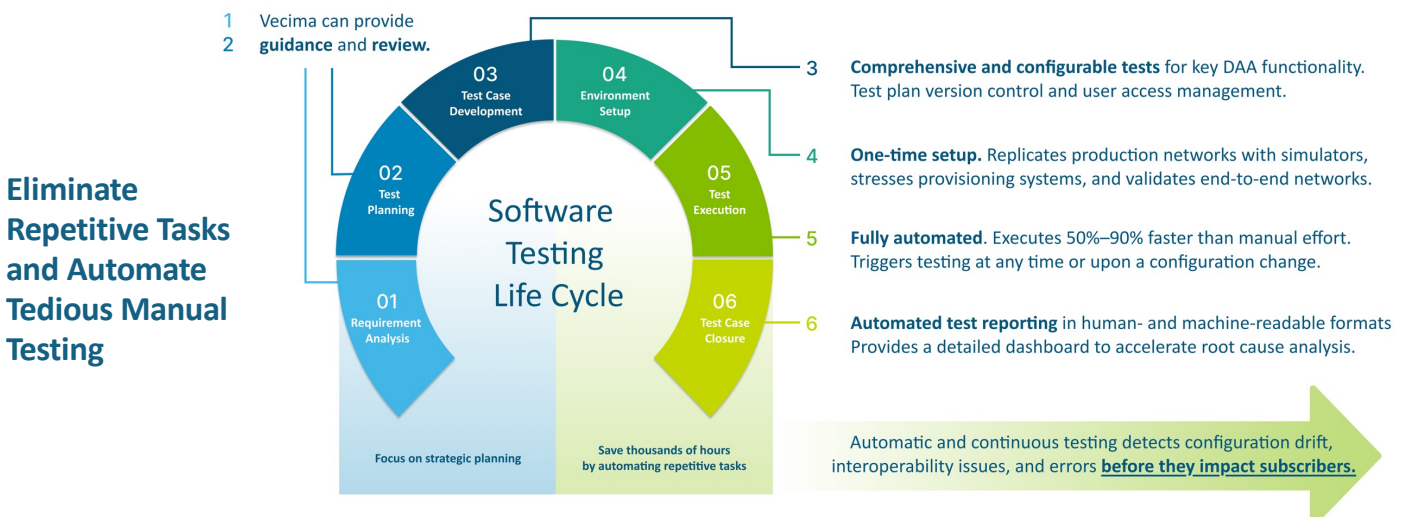 Eliminate
Repetitive Tasks
and Automate
Tedious Manual
Testing
1 Vecima can provide
2 guidance and review.
01
Requirement
Analysis
02
Test
Planning
03
Test Case
Development
04
Environment
Setup
05
Test
Execution
06
Test Case
Closure
Software
Testing
Life Cycle
Focus on strategic planning
Save thousands of hours
by automating repetitive tasks
3 Comprehensive and configurable tests for key DAA functionality.
Test plan version control and user access management.
4 One-time setup. Replicates production networks with simulators,
stresses provisioning systems, and validates end-to-end networks.
5 Fully automated. Executes 50%–90% faster than manual effort.
Triggers testing at any time or upon a configuration change.
6 Automated test reporting in human- and machine-readable formats
Provides a detailed dashboard to accelerate root cause analysis.
Automatic and continuous testing detects configuration drift,
interoperability issues, and errors before they impact subscribers.